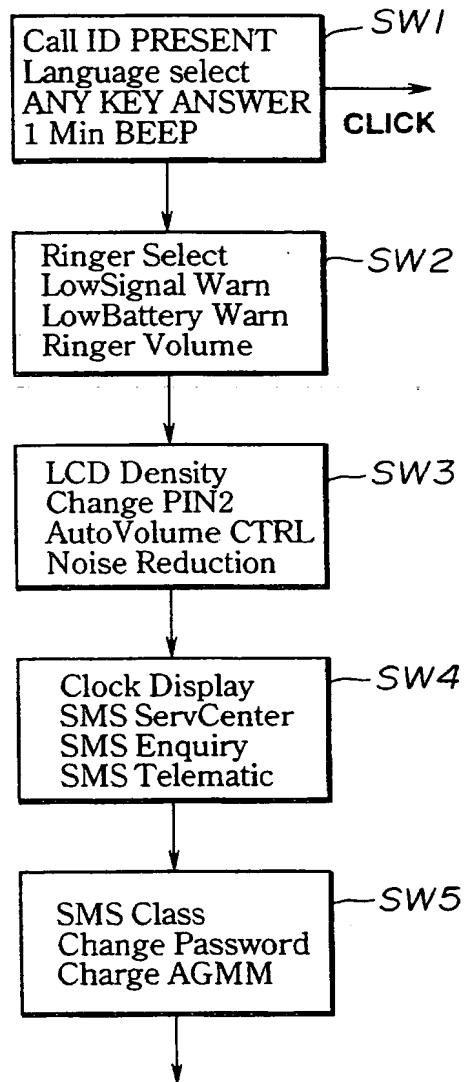 Call ID PRESENT
Language select
ANY KEY ANSWER
1 Min BEEP
SW1
CLICK
Ringer Select
LowSignal Warn
LowBattery Warn
Ringer Volume
SW2
LCD Density
Change PIN2
AutoVolume CTRL
Noise Reduction
SW3
Clock Display
SMS ServCenter
SMS Enquiry
SMS Telematic
SW4
SMS Class
Change Password
Charge AGMM
SW5